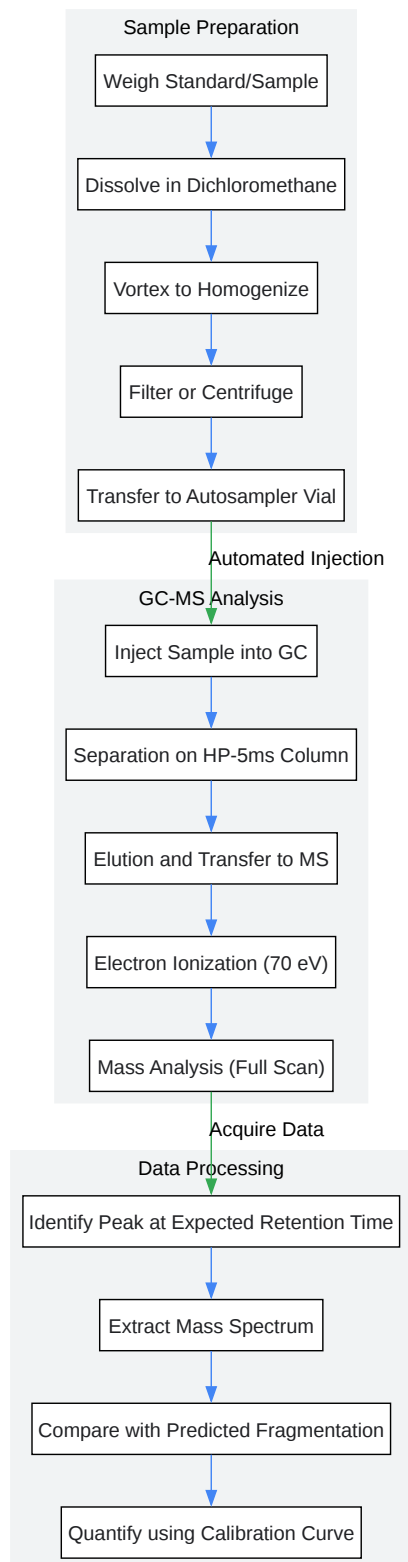 Sample Preparation
Weigh Standard/Sample
Dissolve in Dichloromethane
Vortex to Homogenize
Filter or Centrifuge
Transfer to Autosampler Vial
Automated Injection
GC-MS Analysis
Inject Sample into GC
Separation on HP-5ms Column
Elution and Transfer to MS
Electron Ionization (70 eV)
Mass Analysis (Full Scan)
Acquire Data
Data Processing
Identify Peak at Expected Retention Time
Extract Mass Spectrum
Compare with Predicted Fragmentation
Quantify using Calibration Curve